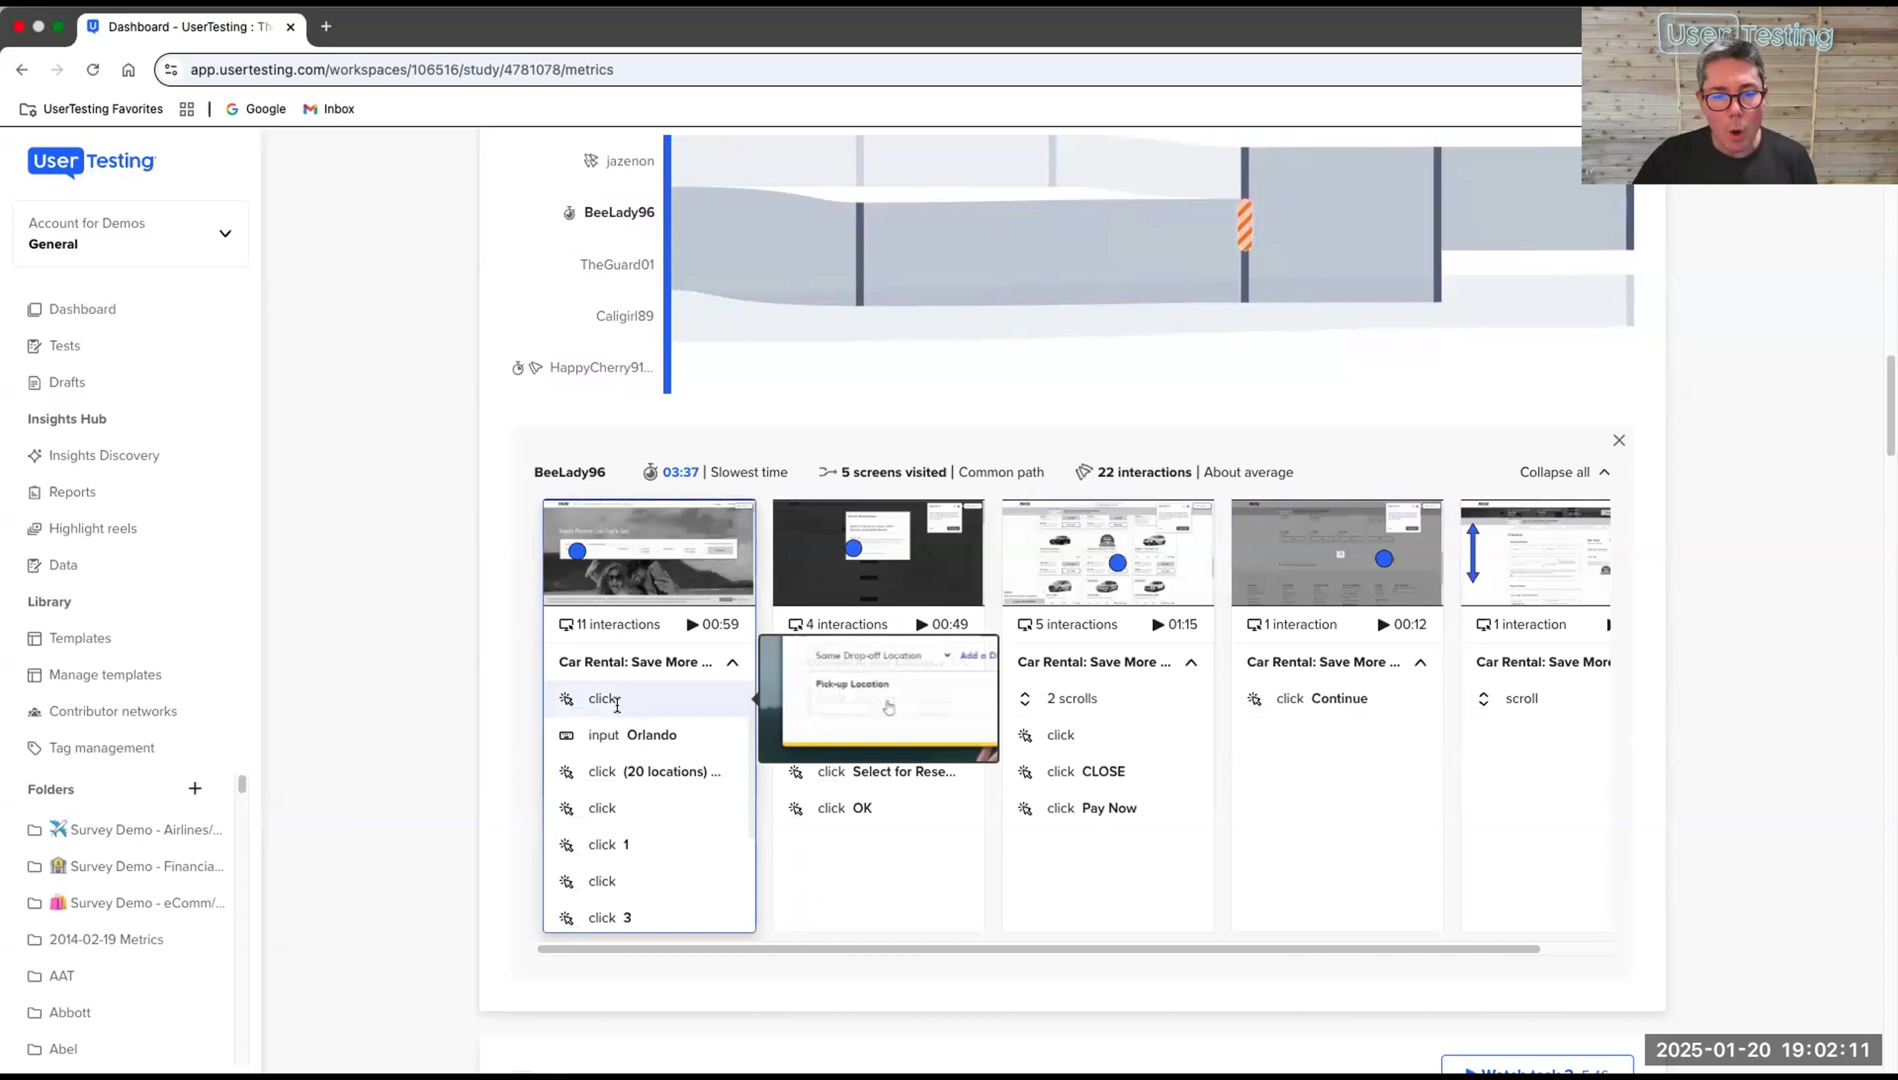 Dashboard - UserTesting : Th
app.usertesting.com/workspaces/106516/study/4781078/metrics
UserTesting Favorites
Google
Inbox
User Testing
UserTesting
Account for Demos
General
Dashboard
Tests
Drafts
Insights Hub
Insights Discovery
Reports
Highlight reels
Data
Library
Templates
Manage templates
Contributor networks
Tag management
Folders
Survey Demo - Airlines/...
Survey Demo - Financia...
Survey Demo - eComm/...
2014-02-19 Metrics
AAT
Abbott
Abel
jazenon
BeeLady96
TheGuard01
Caligirl89
HappyCherry91...
BeeLady96 03:37 | Slowest time 5 screens visited | Common path 22 interactions | About average Collapse all
11 interactions 00:59
Car Rental: Save More ...
click
input Orlando
click (20 locations) ...
click
click 1
click
click 3
4 interactions 00:49
Same Drop-off Location Add a D
Pick-up Location
click Select for Rese...
click OK
5 interactions 01:15
Car Rental: Save More ...
2 scrolls
click
click CLOSE
click Pay Now
1 interaction 00:12
Car Rental: Save More ...
click Continue
1 interaction
Car Rental: Save More
scroll
2025-01-20 19:02:11